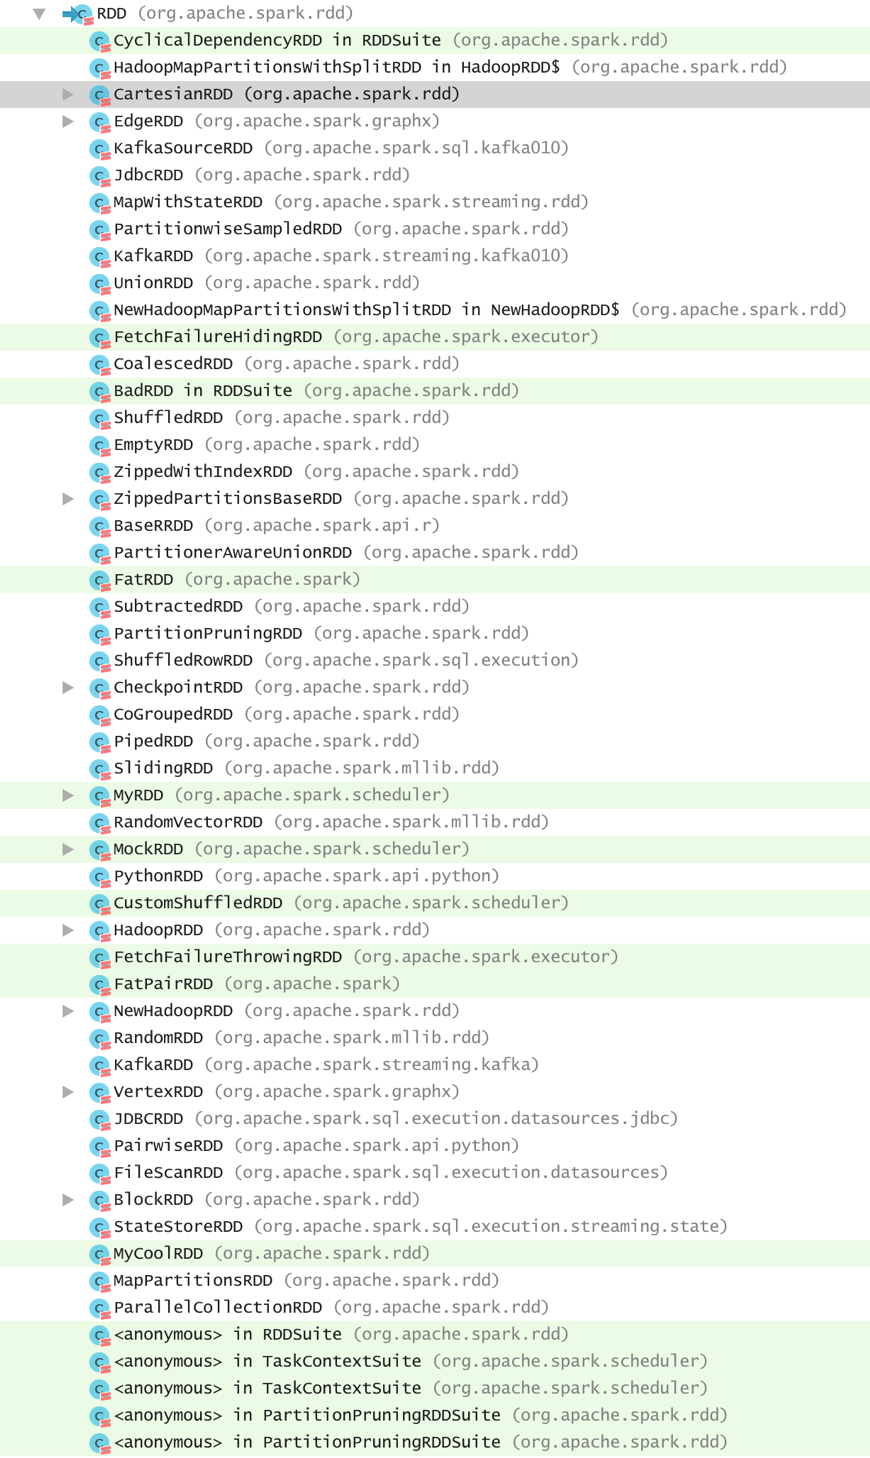 RDD (org.apache.spark.rdd)
CyclicalDependencyRDD in RDDSuite (org.apache.spark.rdd)
HadoopMapPartitionsWithSplitRDD in HadoopRDD$ (org.apache.spark.rdd)
CartesianRDD (org.apache.spark.rdd)
EdgeRDD (org.apache.spark.graphx)
KafkaSourceRDD (org.apache.spark.sql.kafka010)
JdbcRDD (org.apache.spark.rdd)
MapWithStateRDD (org.apache.spark.streaming.rdd)
PartitionwiseSampledRDD (org.apache.spark.rdd)
KafkaRDD (org.apache.spark.streaming.kafka010)
UnionRDD (org.apache.spark.rdd)
NewHadoopMapPartitionsWithSplitRDD in NewHadoopRDD$ (org.apache.spark.rdd)
FetchFailureHidingRDD (org.apache.spark.executor)
CoalescedRDD (org.apache.spark.rdd)
BadRDD in RDDSuite (org.apache.spark.rdd)
ShuffledRDD (org.apache.spark.rdd)
EmptyRDD (org.apache.spark.rdd)
ZippedWithIndexRDD (org.apache.spark.rdd)
ZippedPartitionsBaseRDD (org.apache.spark.rdd)
BaseRRDD (org.apache.spark.api.r)
PartitionerAwareUnionRDD (org.apache.spark.rdd)
FatRDD (org.apache.spark)
SubtractedRDD (org.apache.spark.rdd)
PartitionPruningRDD (org.apache.spark.rdd)
ShuffledRowRDD (org.apache.spark.sql.execution)
CheckpointRDD (org.apache.spark.rdd)
CoGroupedRDD (org.apache.spark.rdd)
PipedRDD (org.apache.spark.rdd)
SlidingRDD (org.apache.spark.mllib.rdd)
MyRDD (org.apache.spark.scheduler)
RandomVectorRDD (org.apache.spark.mllib.rdd)
MockRDD (org.apache.spark.scheduler)
PythonRDD (org.apache.spark.api.python)
CustomShuffledRDD (org.apache.spark.scheduler)
HadoopRDD (org.apache.spark.rdd)
FetchFailureThrowingRDD (org.apache.spark.executor)
FatPairRDD (org.apache.spark)
NewHadoopRDD (org.apache.spark.rdd)
RandomRDD (org.apache.spark.mllib.rdd)
KafkaRDD (org.apache.spark.streaming.kafka)
VertexRDD (org.apache.spark.graphx)
JDBCRDD (org.apache.spark.sql.execution.datasources.jdbc)
PairwiseRDD (org.apache.spark.api.python)
FileScanRDD (org.apache.spark.sql.execution.datasources)
BlockRDD (org.apache.spark.rdd)
StateStoreRDD (org.apache.spark.sql.execution.streaming.state)
MyCoolRDD (org.apache.spark.rdd)
MapPartitionsRDD (org.apache.spark.rdd)
ParallelCollectionRDD (org.apache.spark.rdd)
<anonymous> in RDDSuite (org.apache.spark.rdd)
<anonymous> in TaskContextSuite (org.apache.spark.scheduler)
<anonymous> in TaskContextSuite (org.apache.spark.scheduler)
<anonymous> in PartitionPruningRDDSuite (org.apache.spark.rdd)
<anonymous> in PartitionPruningRDDSuite (org.apache.spark.rdd)